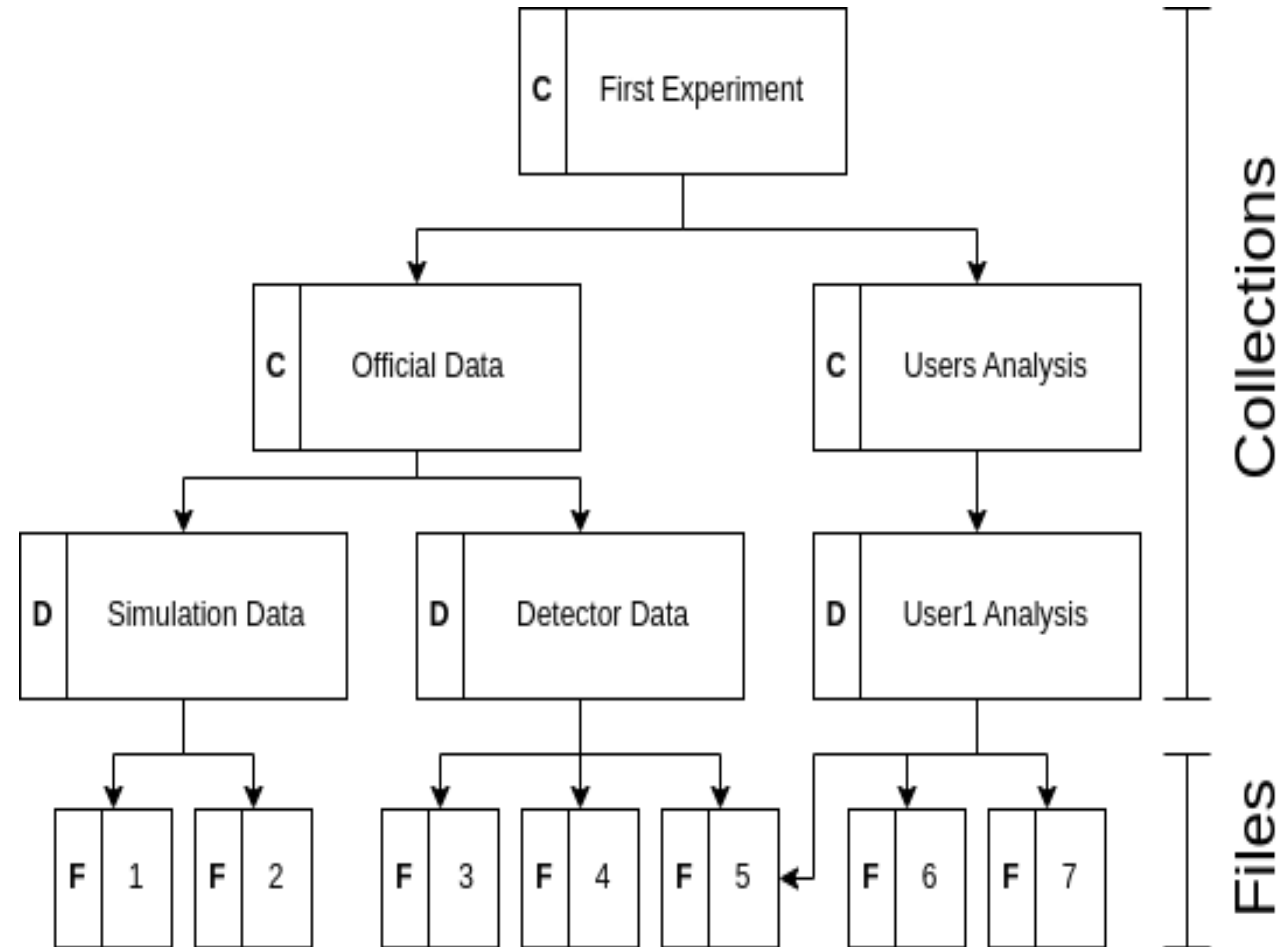 C First Experiment
C Official Data
C Users Analysis
D Simulation Data
D Detector Data
D User1 Analysis
F 1
F 2
F 3
F 4
F 5
F 6
F 7
Collections
Files